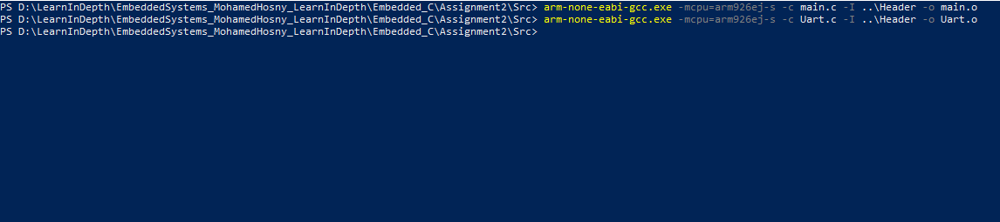 PS D:\LearnInDepth\EmbeddedSystems_MohamedHosny_LearnInDepth\Embedded_C\Assignment2\Src> arm-none-eabi-gcc.exe -mcpu=arm926ej-s -c main.c -I ..\Header -o main.o
PS D:\LearnInDepth\EmbeddedSystems_MohamedHosny_LearnInDepth\Embedded_C\Assignment2\Src> arm-none-eabi-gcc.exe -mcpu=arm926ej-s -c Uart.c -I ..\Header -o Uart.o
PS D:\LearnInDepth\EmbeddedSystems_MohamedHosny_LearnInDepth\Embedded_C\Assignment2\Src>